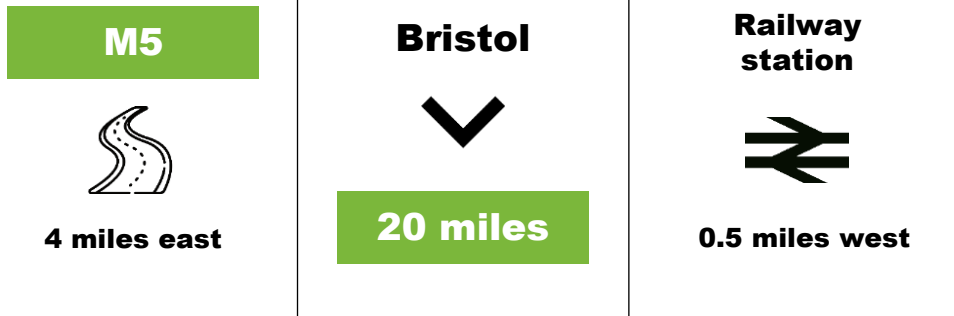 M5
4 miles east
Bristol
20 miles
Railway
station
0.5 miles west